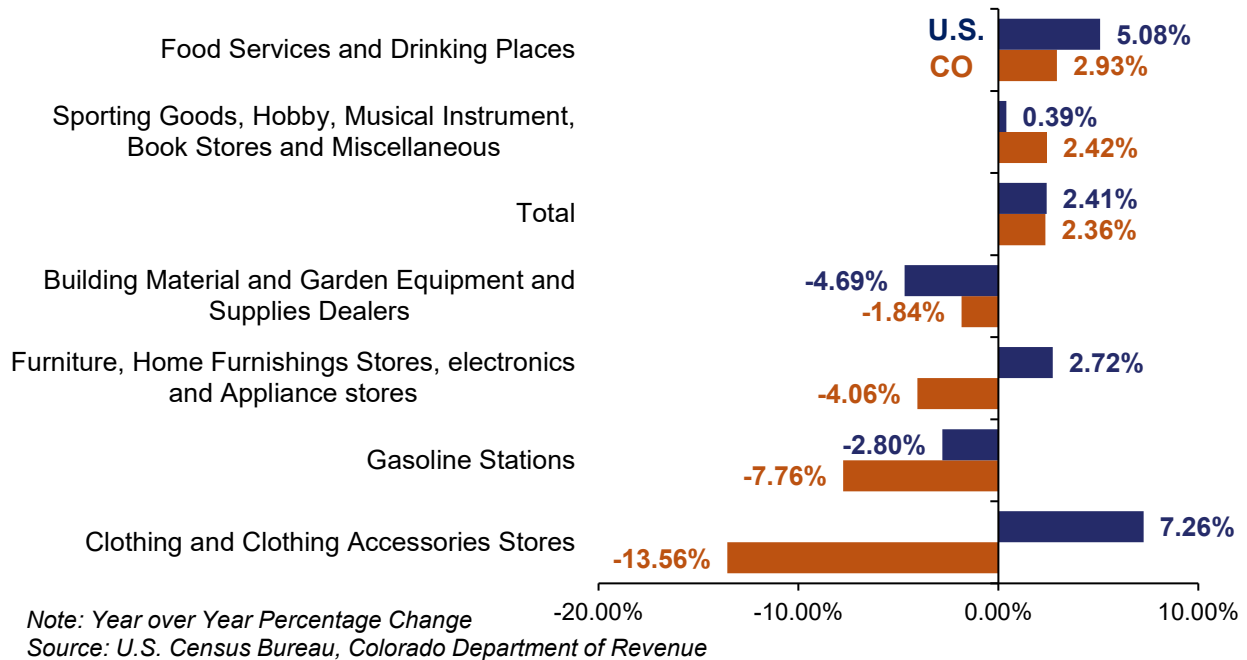 U.S.
CO
Food Services and Drinking Places
5.08%
2.93%
Sporting Goods, Hobby, Musical Instrument,
Book Stores and Miscellaneous
0.39%
2.42%
Total
2.41%
2.36%
Building Material and Garden Equipment and
Supplies Dealers
-4.69%
-1.84%
Furniture, Home Furnishings Stores, electronics
and Appliance stores
2.72%
-4.06%
Gasoline Stations
-2.80%
-7.76%
Clothing and Clothing Accessories Stores
7.26%
-13.56%
-20.00% -10.00% 0.00% 10.00%
Note: Year over Year Percentage Change
Source: U.S. Census Bureau, Colorado Department of Revenue